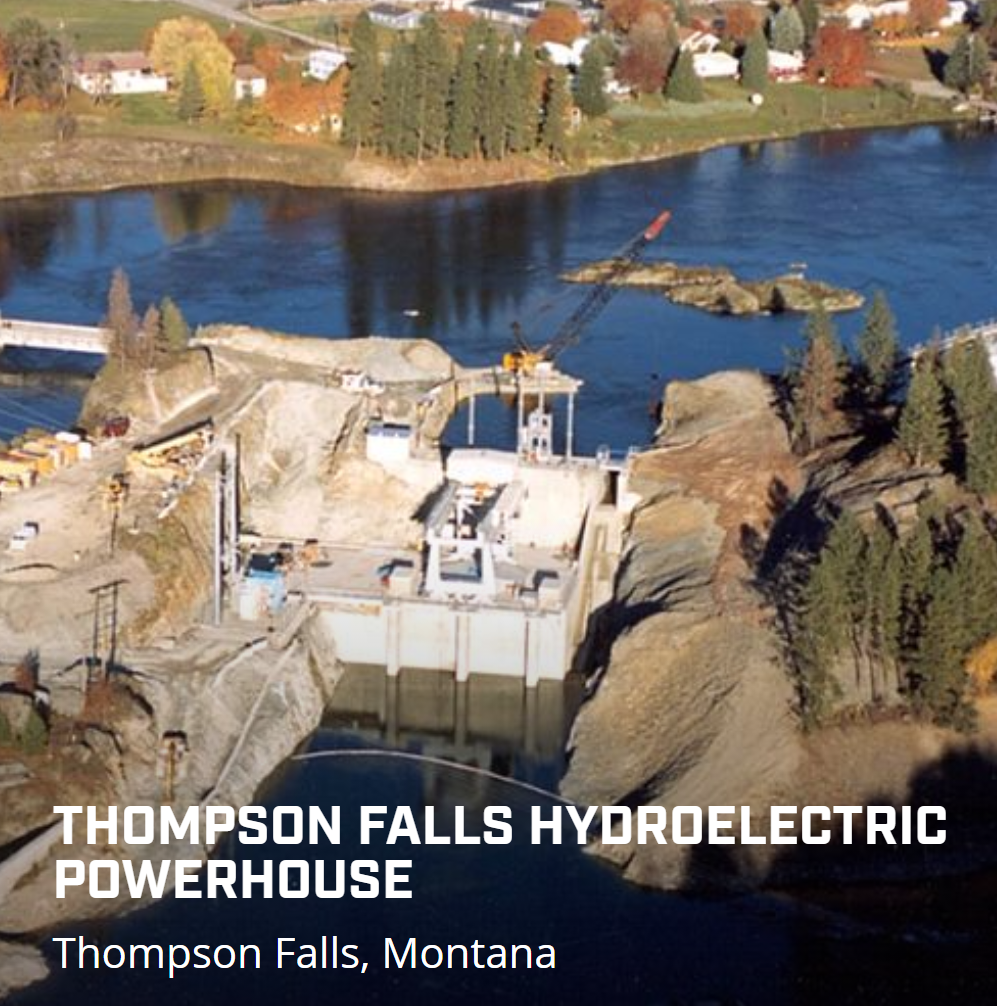 THOMPSON FALLS HYDROELECTRIC
POWERHOUSE
Thompson Falls, Montana